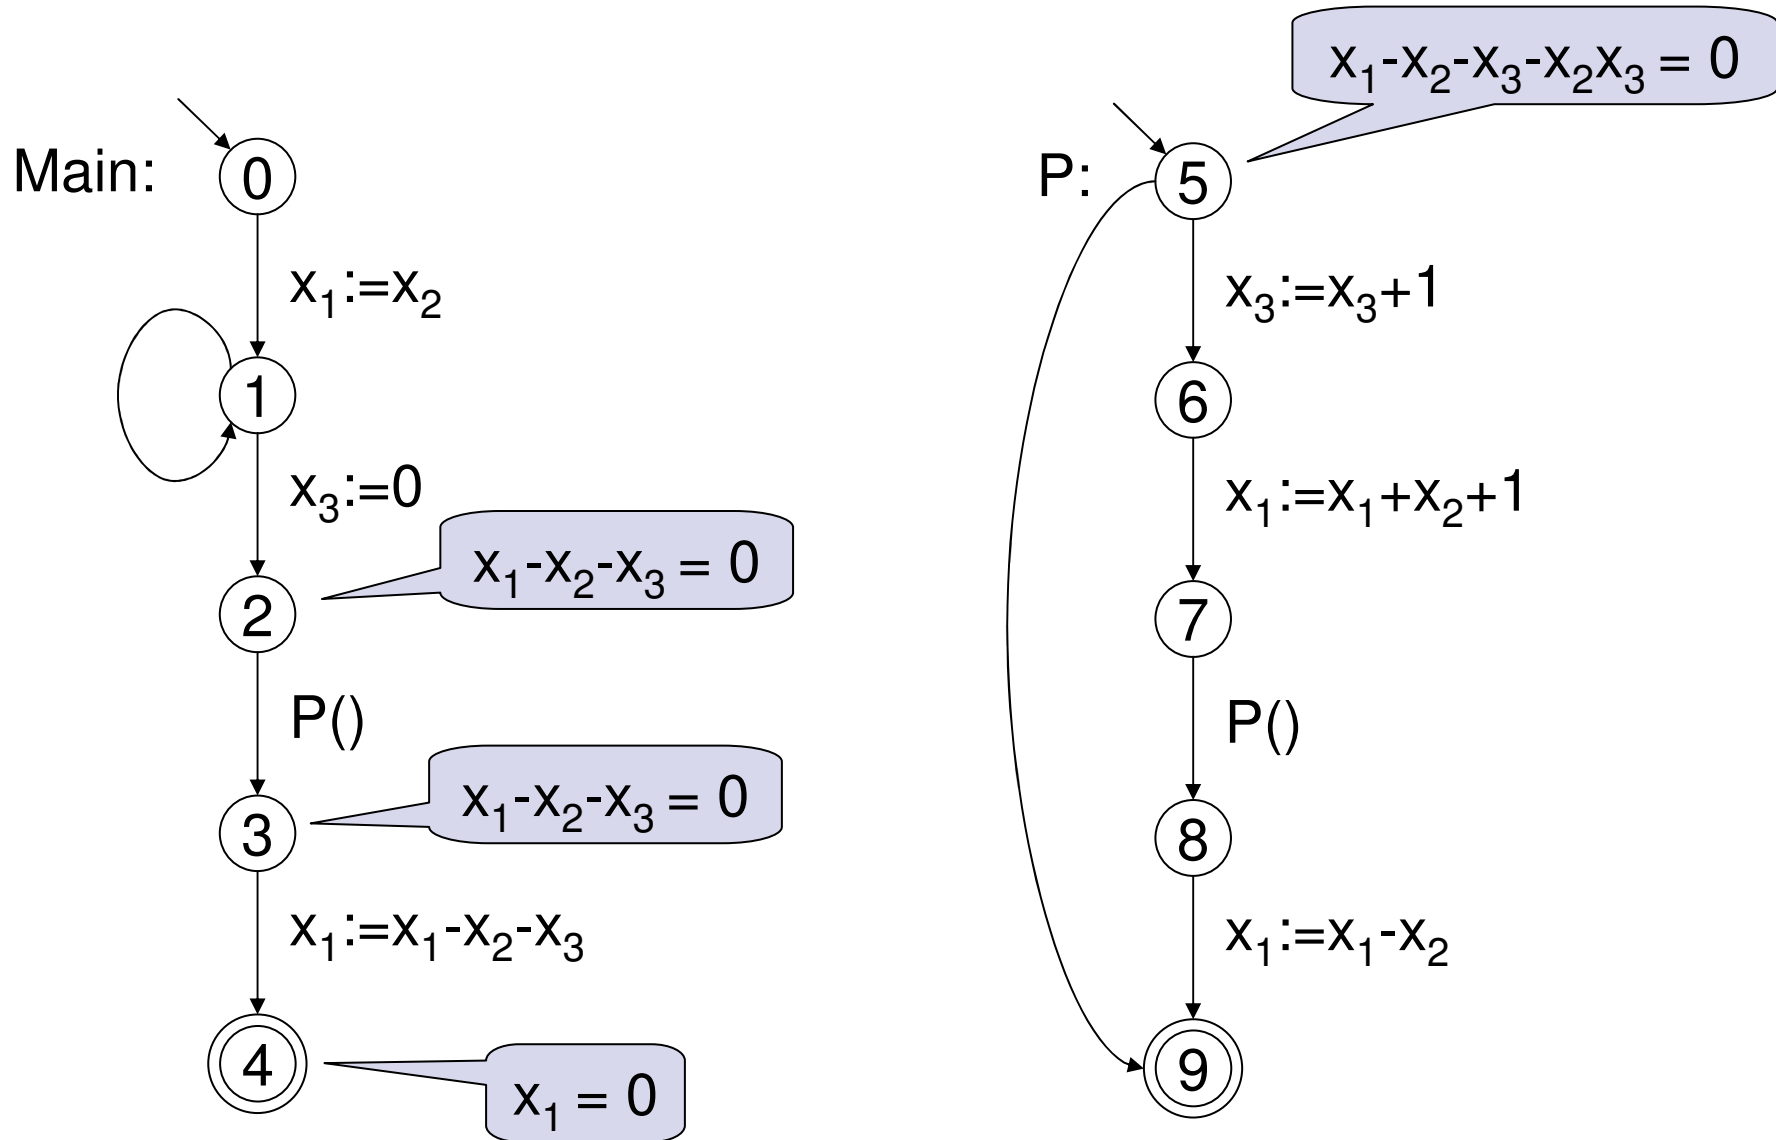 Main:
0
x₁:=x₂
1
x₃:=0
x₁-x₂-x₃ = 0
2
P()
x₁-x₂-x₃ = 0
3
x₁:=x₁-x₂-x₃
4
x₁ = 0
x₁-x₂-x₃-x₂x₃ = 0
P:
5
x₃:=x₃+1
6
x₁:=x₁+x₂+1
7
P()
8
x₁:=x₁-x₂
9